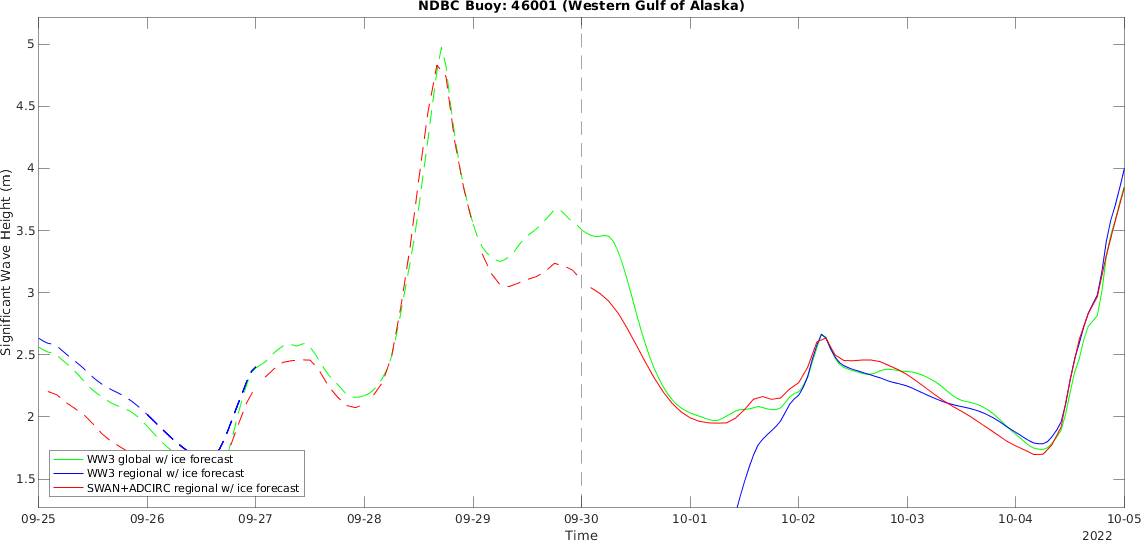 NDBC Buoy: 46001 (Western Gulf of Alaska)
Significant Wave Height (m)
5
4.5
4
3.5
3
2.5
2
1.5
WW3 global w/ ice forecast
WW3 regional w/ ice forecast
SWAN+ADCIRC regional w/ ice forecast
09-25 09-26 09-27 09-28 09-29 09-30 10-01 10-02 10-03 10-04 10-05
Time
2022